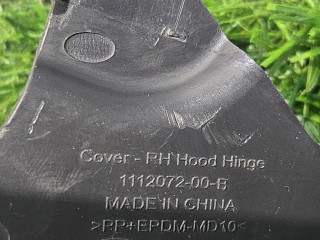 Cover - RH Hood Hinge
1112072-00-B
MADE IN CHINA
>PP+EPDM-MD10<